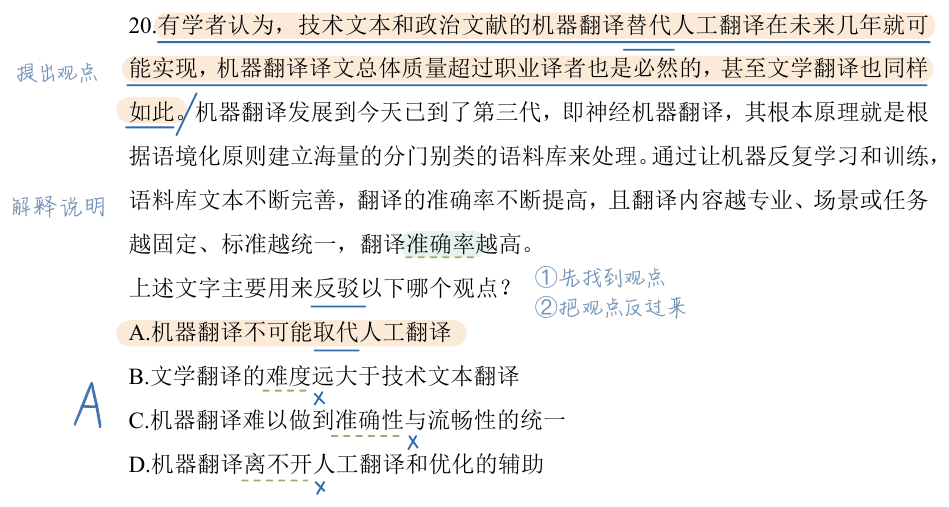 20.有学者认为，技术文本和政治文献的机器翻译替代人工翻译在未来几年就可
提出观点
能实现，机器翻译译文总体质量超过职业译者也是必然的，甚至文学翻译也同样
如此。机器翻译发展到今天已到了第三代，即神经机器翻译，其根本原理就是根
据语境化原则建立海量的分门别类的语料库来处理。通过让机器反复学习和训练，
解释说明
语料库文本不断完善，翻译的准确率不断提高，且翻译内容越专业、场景或任务
越固定、标准越统一，翻译准确率越高。
上述文字主要用来反驳以下哪个观点？
①先找到观点
②把观点反过来
A.机器翻译不可能取代人工翻译
B.文学翻译的难度远大于技术文本翻译
A
C.机器翻译难以做到准确性与流畅性的统一
D.机器翻译离不开人工翻译和优化的辅助